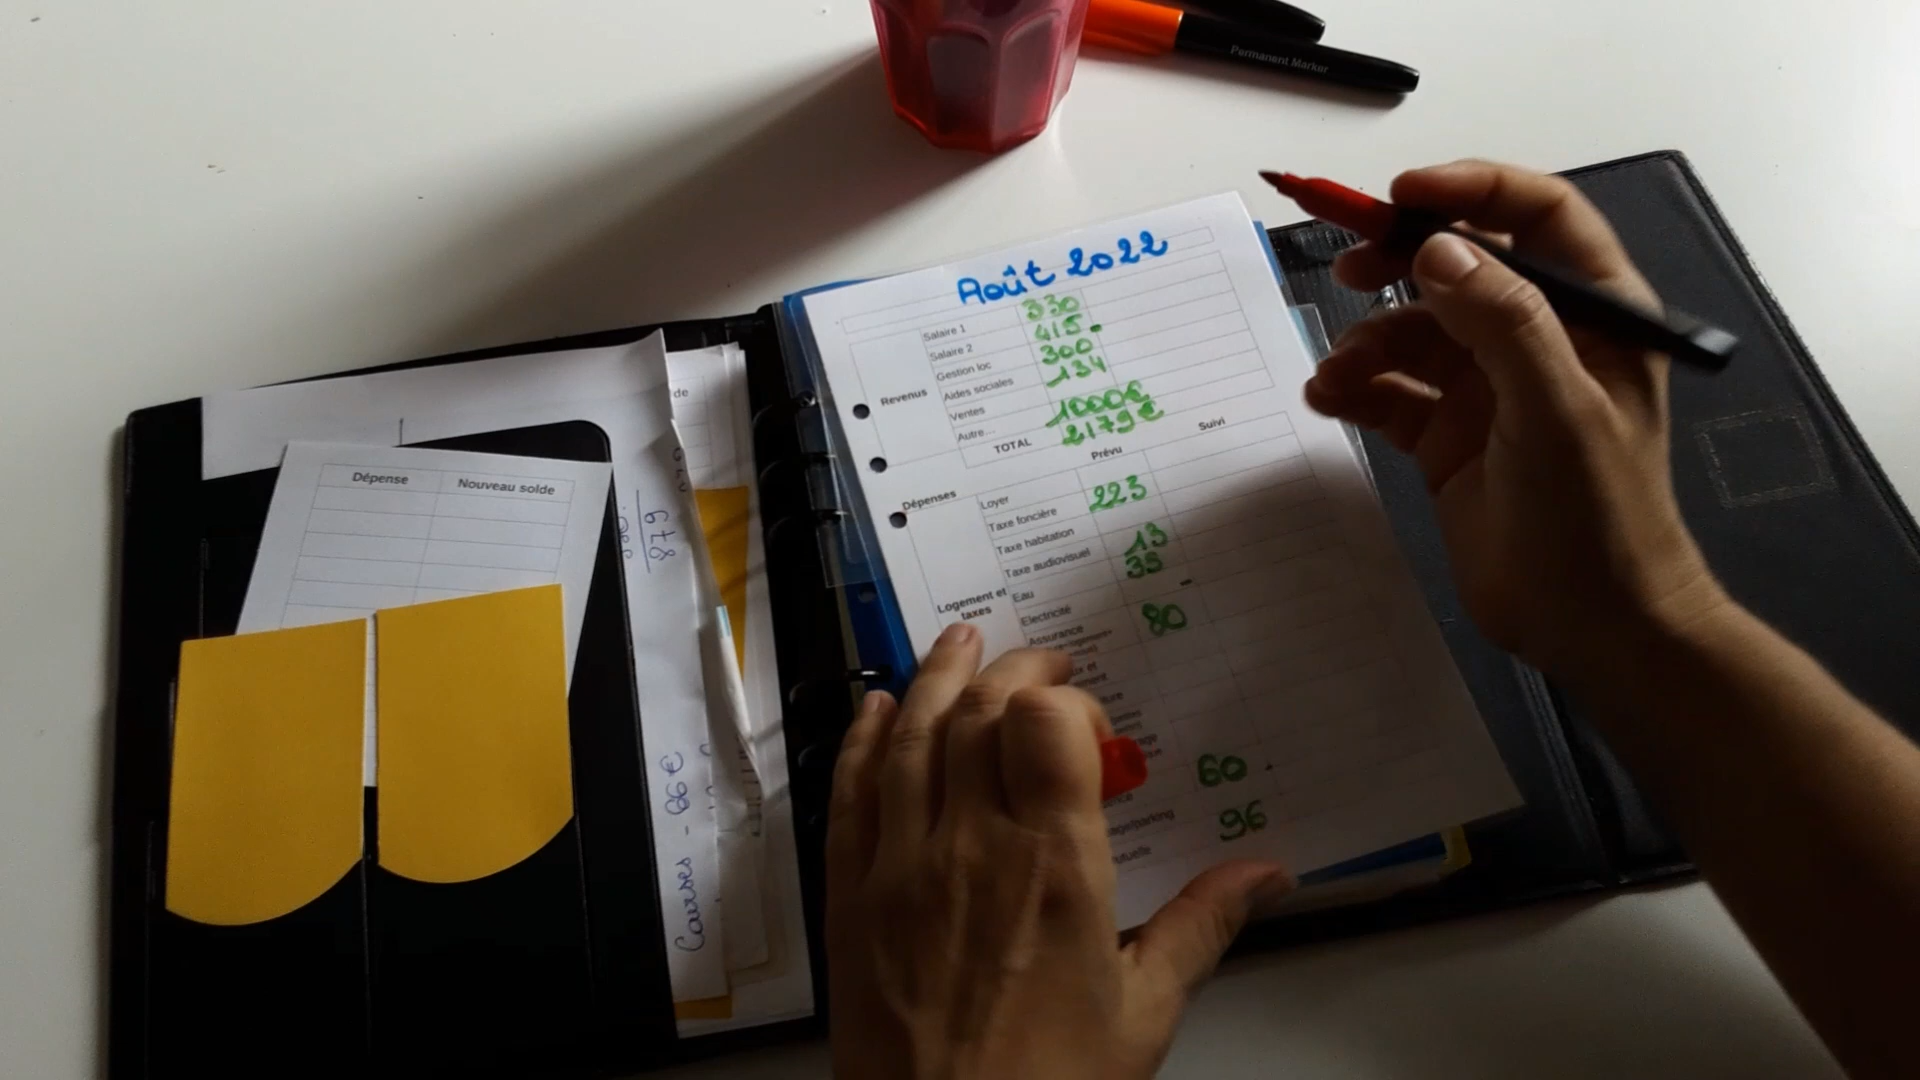 Permanent Marker
Août 2022
Salaire 1 330
Salaire 2 415
Gestion loc 300
Aides sociales 134
Revenus
Ventes 1000€
Autre... 2179€
TOTAL
Prévu Suivi
Dépenses
Loyer 223
Taxe foncière
Taxe habitation 13
Taxe audiovisuel 35
Logement et
taxes
Eau
Electricité 80
Assurance
60
96
de
Dépense Nouveau solde
879
Courses - 66€